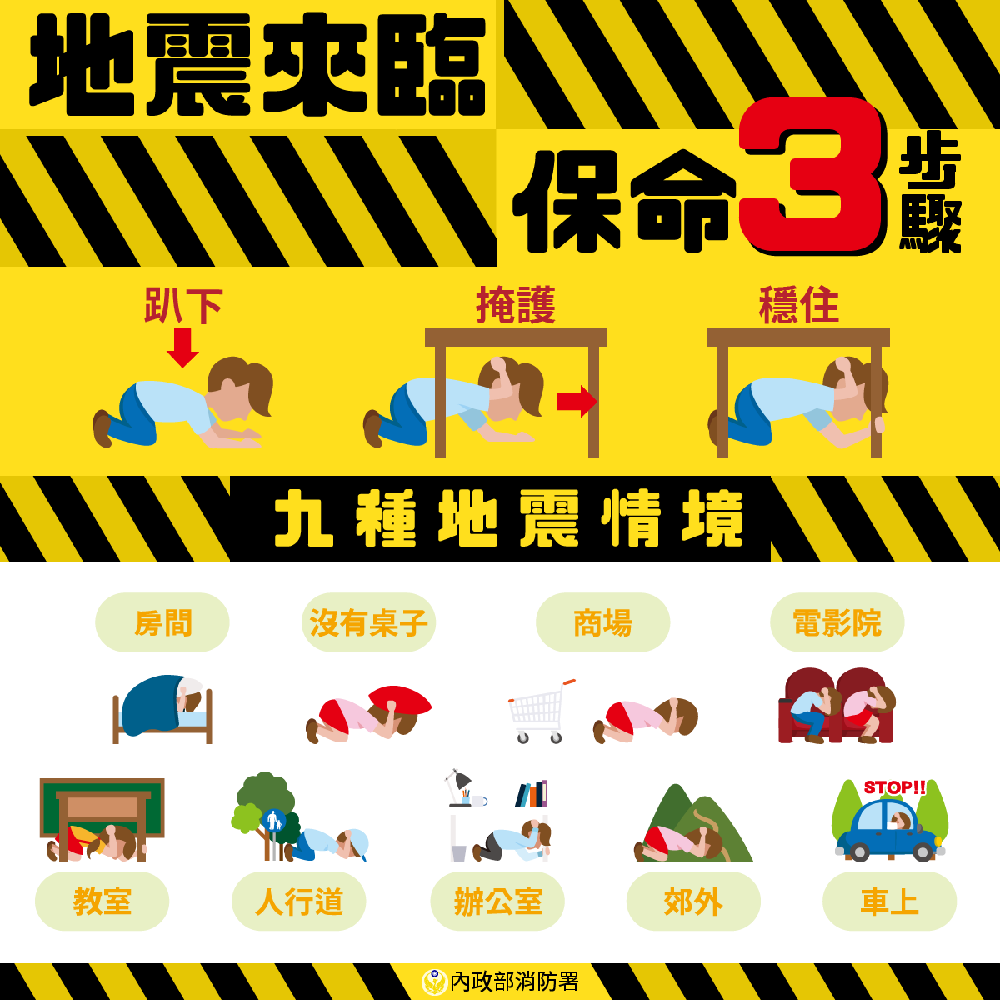 地震來臨
保命3步驟
趴下
掩護
穩住
九種地震情境
房間
沒有桌子
商場
電影院
STOP!!
教室
人行道
辦公室
郊外
車上
內政部消防署